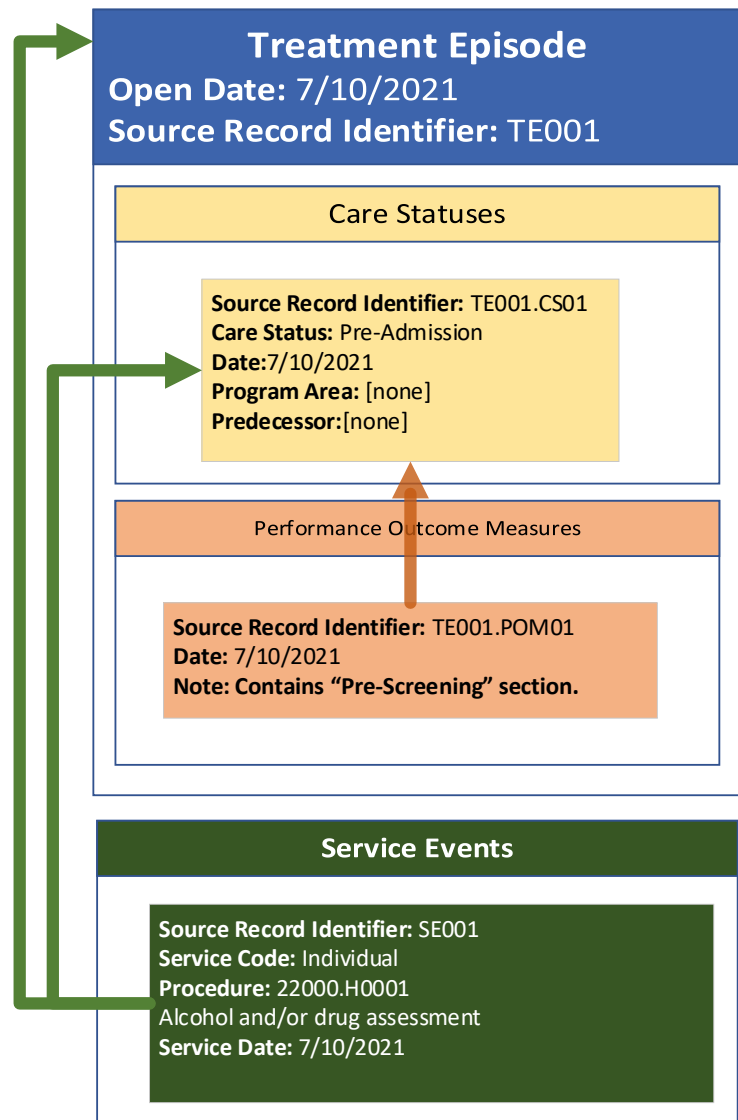 Treatment Episode
Open Date: 7/10/2021
Source Record Identifier: TE001
Care Statuses
Source Record Identifier: TE001.CS01
Care Status: Pre-Admission
Date:7/10/2021
Program Area: [none]
Predecessor:[none]
Performance Outcome Measures
Source Record Identifier: TE001.POM01
Date: 7/10/2021
Note: Contains “Pre-Screening” section.
Service Events
Source Record Identifier: SE001
Service Code: Individual
Procedure: 22000.H0001
Alcohol and/or drug assessment
Service Date: 7/10/2021